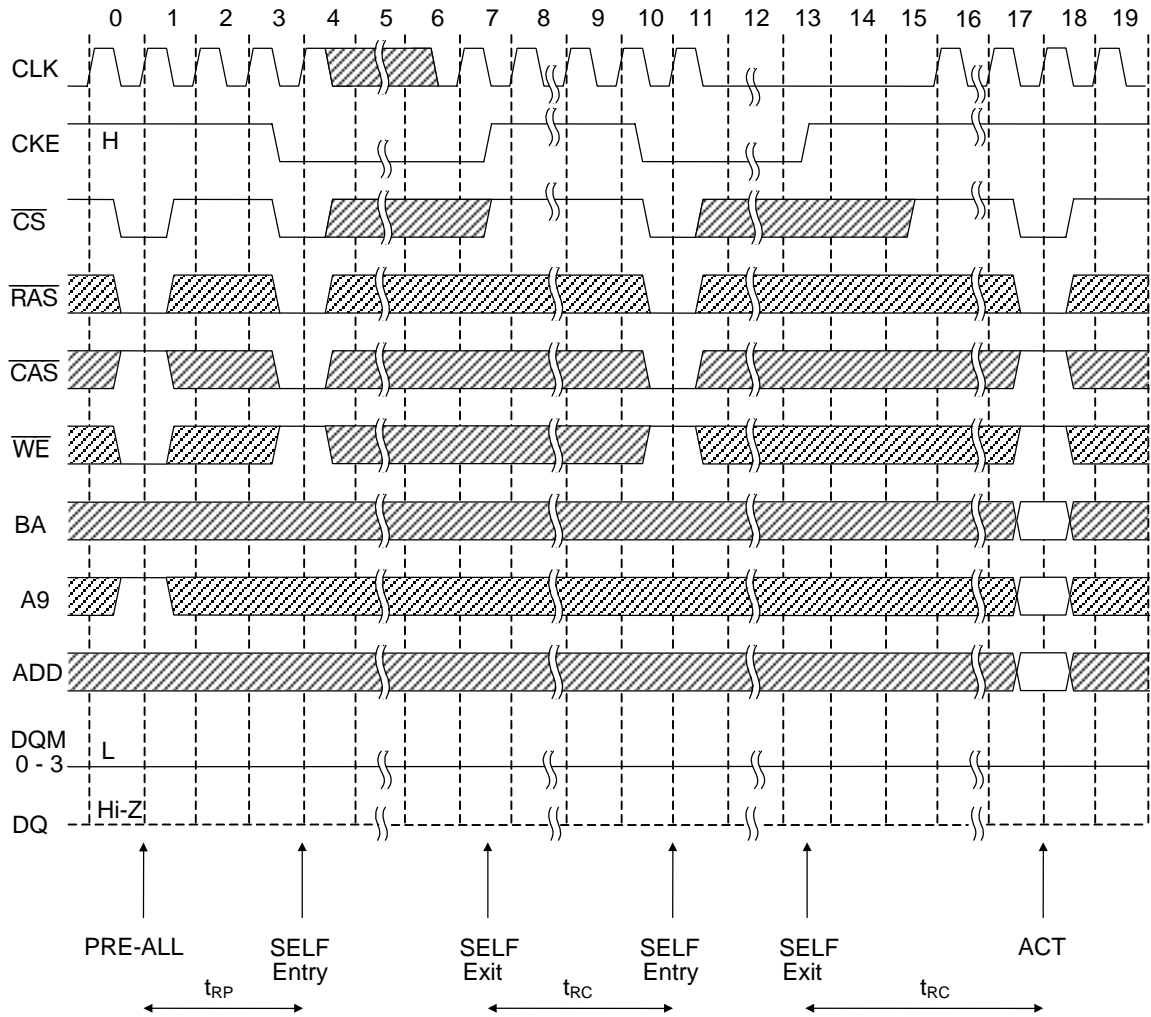 0 1 2 3 4 5 6 7 8 9 10 11 12 13 14 15 16 17 18 19
CLK
CKE H
CS
RAS
CAS
WE
BA
A9
ADD
DQM
0 - 3 L
DQ Hi-Z
PRE-ALL SELF Entry SELF Exit SELF Entry SELF Exit ACT
tRP tRC tRC